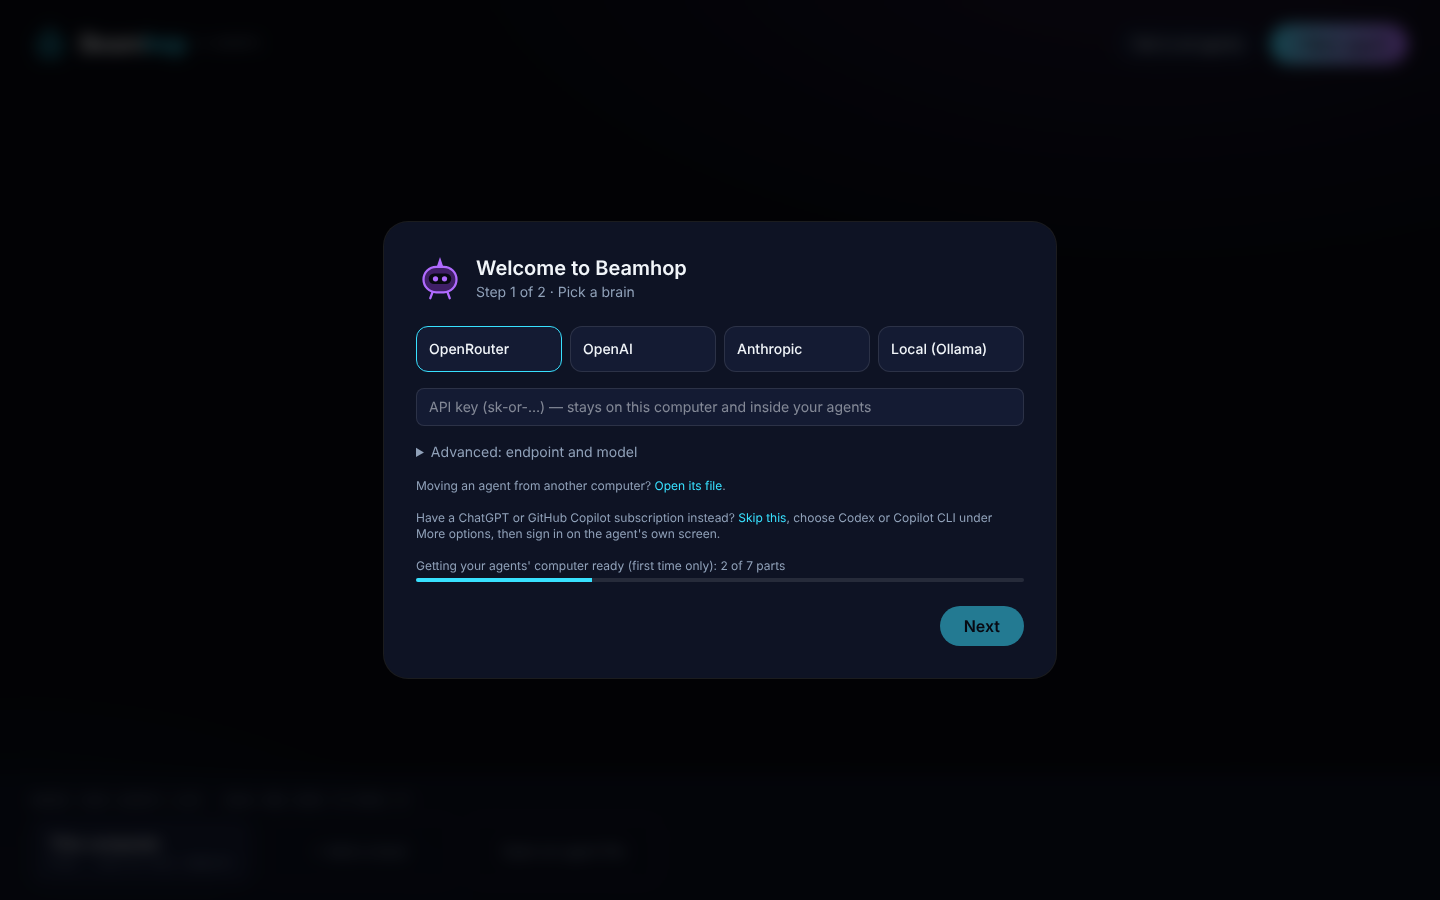 Welcome to Beamhop
Step 1 of 2 · Pick a brain
OpenRouter
OpenAI
Anthropic
Local (Ollama)
API key (sk-or-...) — stays on this computer and inside your agents
Advanced: endpoint and model
Moving an agent from another computer? Open its file.
Have a ChatGPT or GitHub Copilot subscription instead? Skip this, choose Codex or Copilot CLI under
More options, then sign in on the agent's own screen.
Getting your agents' computer ready (first time only): 2 of 7 parts
Next